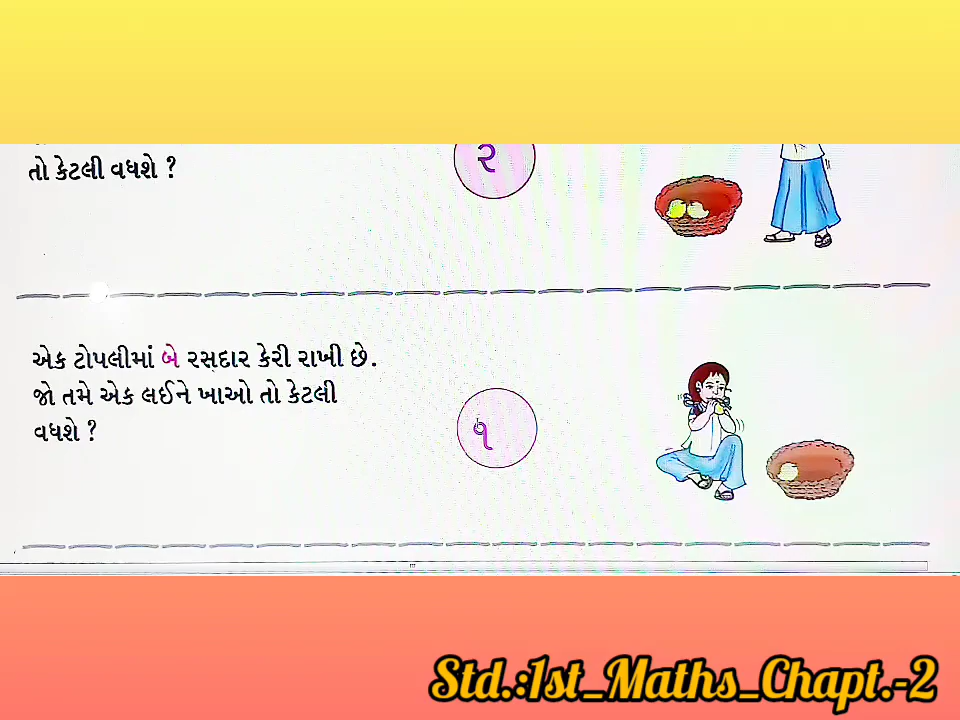 તો કેટલી વધશે ?
૨
એક ટોપલીમાં બે રસદાર કેરી રાખી છે.
જો તમે એક લઈને ખાઓ તો કેટલી
વધશે ?
૧
Std.:1st_Maths_Chapt.-2